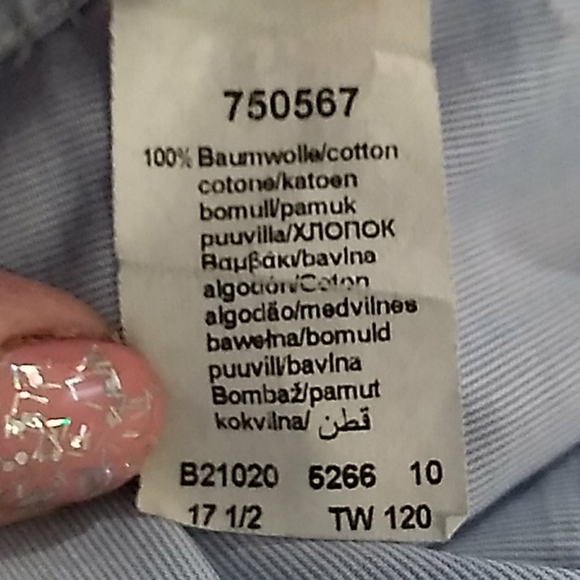 750567
100% Baumwolle/cotton
cotone/katoen
bomull/pamuk
puuvilla/ХЛОПОК
Βαμβάκι/bavlna
algodón/Coton
algodão/medvilnes
bawełna/bomuld
puuvill/bavlna
Bombaž/pamut
kokvilna/ قطن
B21020 5266 10
17 1/2 TW 120